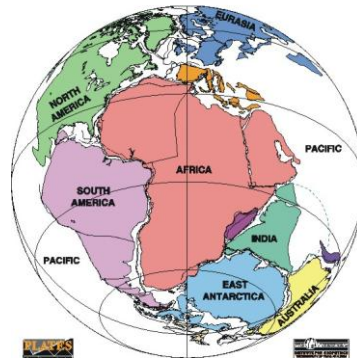 EURASIA
NORTH
AMERICA
PACIFIC
AFRICA
SOUTH
AMERICA
INDIA
PACIFIC
EAST
ANTARCTICA
AUSTRALIA
PLATES